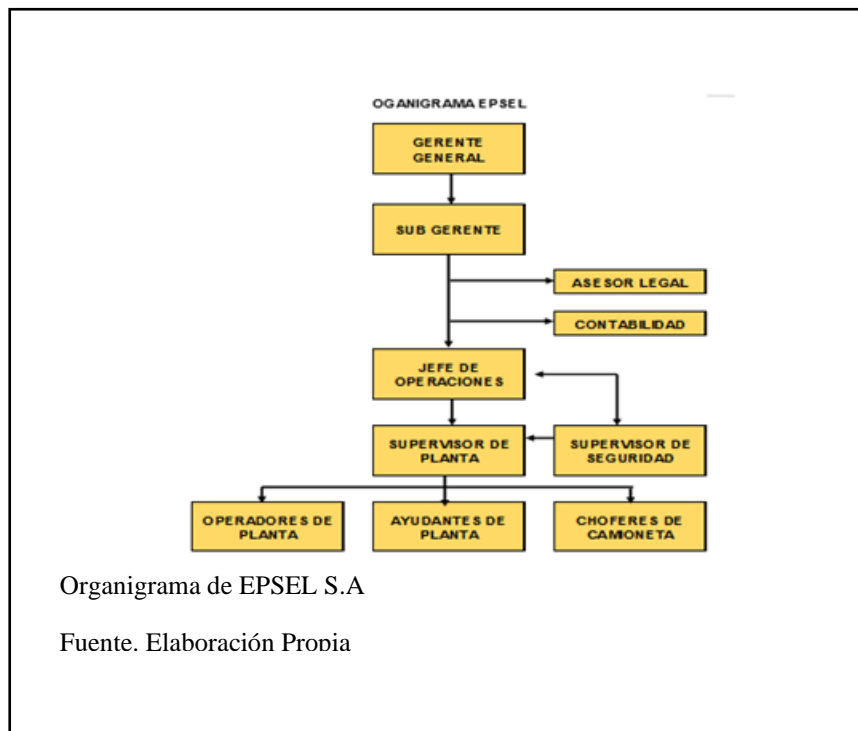 OGANIGRAMA EPSEL
GERENTE
GENERAL
SUB GERENTE
ASESOR LEGAL
CONTABILIDAD
JEFE DE
OPERACIONES
SUPERVISOR DE
PLANTA
SUPERVISOR DE
SEGURIDAD
OPERADORES DE
PLANTA
AYUDANTES DE
PLANTA
CHOFERES DE
CAMIONETA
Organigrama de EPSEL S.A
Fuente. Elaboración Propia